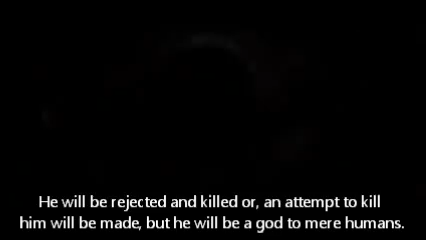 He will be rejected and killed or, an attempt to kill
him will be made, but he will be a god to mere humans.